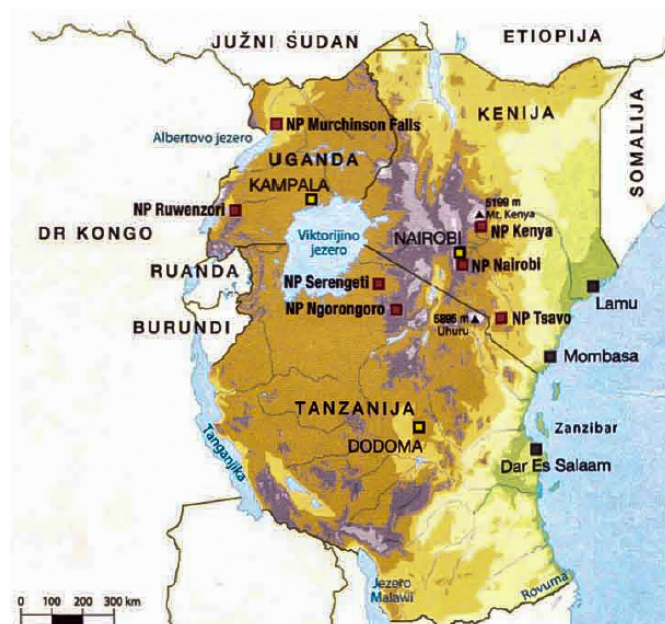 JUŽNI SUDAN
ETIOPIJA
SOMALIJA
KENIJA
NP Murchinson Falls
Albertovo jezero
UGANDA
KAMPALA
NP Ruwenzori
DR KONGO
5199 m
Mt. Kenya
NP Kenya
Viktorijino
jezero
NAIROBI
NP Nairobi
RUANDA
NP Serengeti
Lamu
NP Ngorongoro
5895 m
Uhuru
NP Tsavo
BURUNDI
Mombasa
TANZANIJA
Zanzibar
DODOMA
Tanganjika
Dar Es Salaam
Jezero
Malawi
Rovuma
0 100 200 300 km